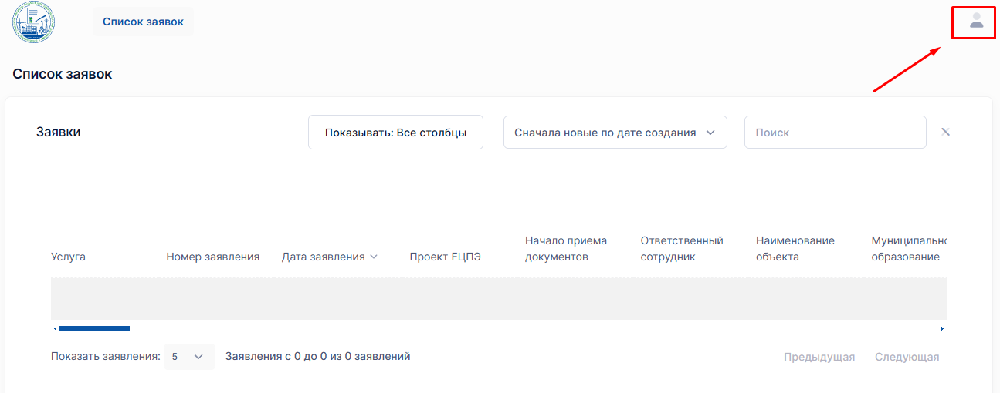 Список заявок
Список заявок
Заявки
Показывать: Все столбцы
Сначала новые по дате создания
Поиск
Услуга
Номер заявления
Дата заявления
Проект ЕЦПЭ
Начало приема
документов
Ответственный
сотрудник
Наименование
объекта
Муниципально
образование
Показать заявления: 5
Заявления с 0 до 0 из 0 заявлений
Предыдущая
Следующая